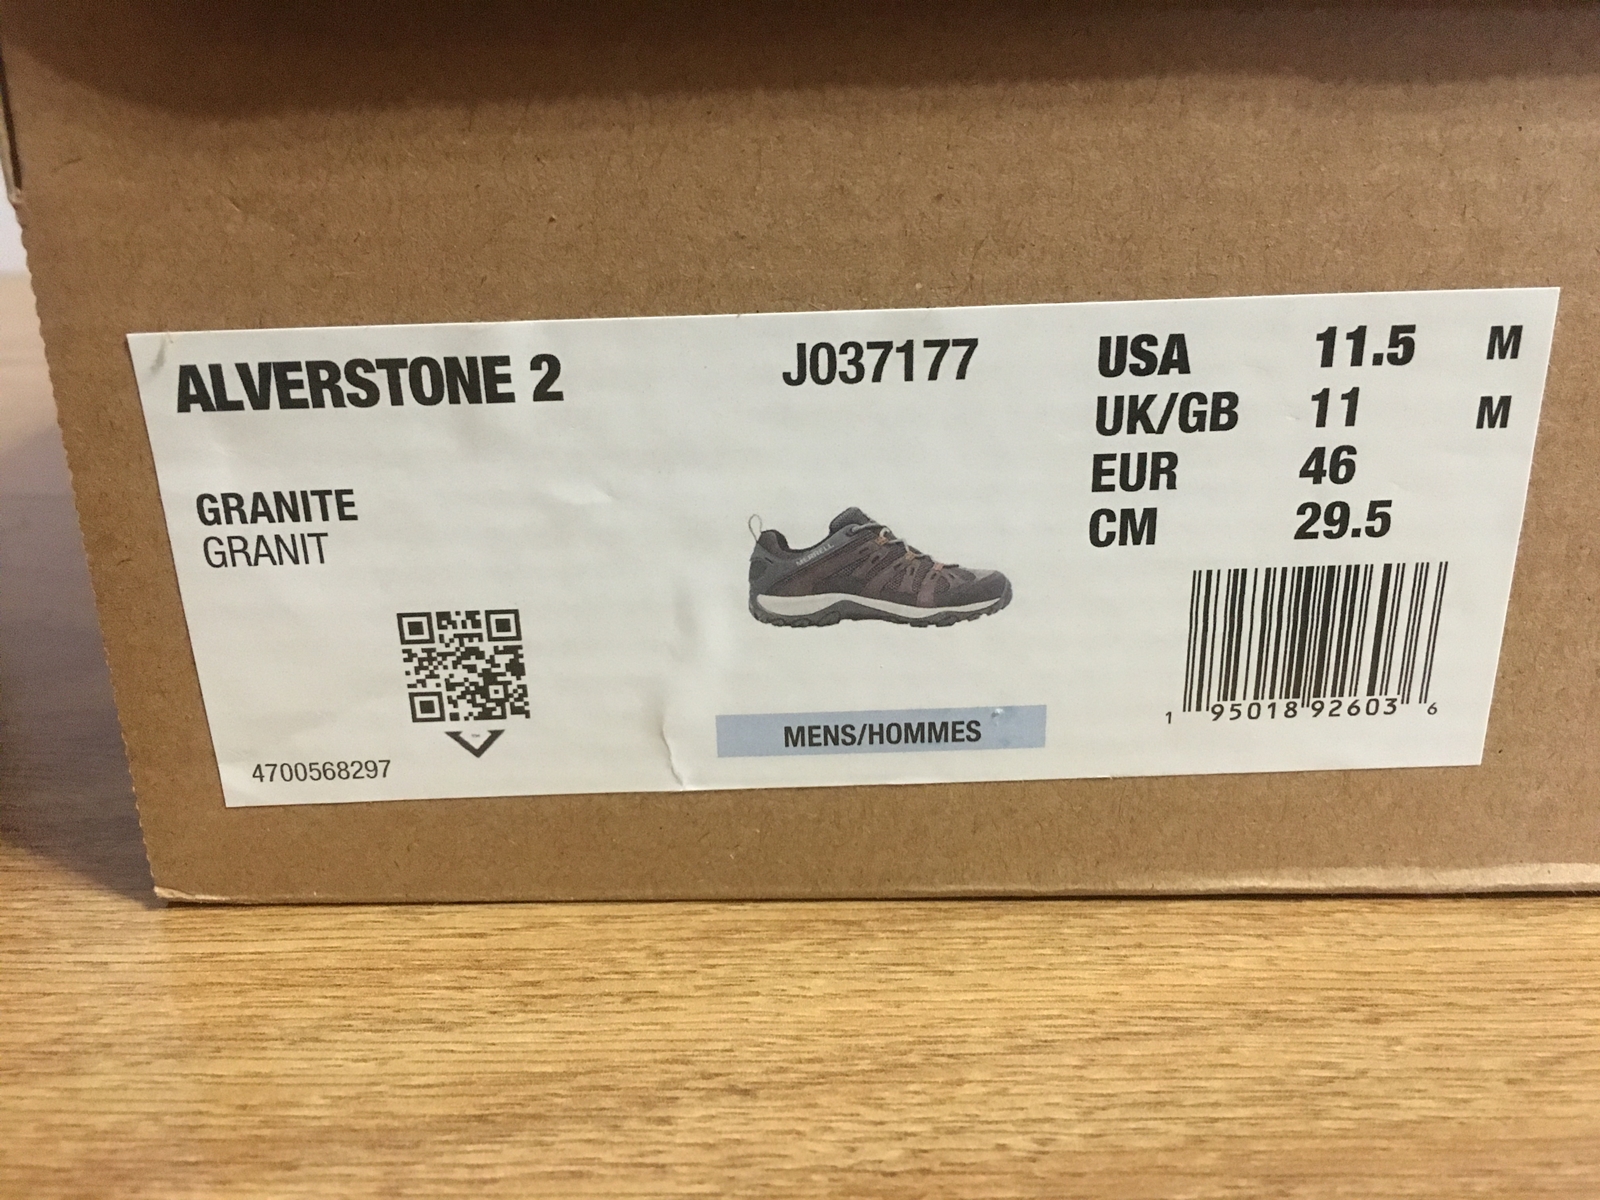 ALVERSTONE 2
J037177
USA 11.5 M
UK/GB 11 M
EUR 46
CM 29.5
GRANITE
GRANIT
MERRELL
MENS/HOMMES
4700568297
1 95018 92603 6